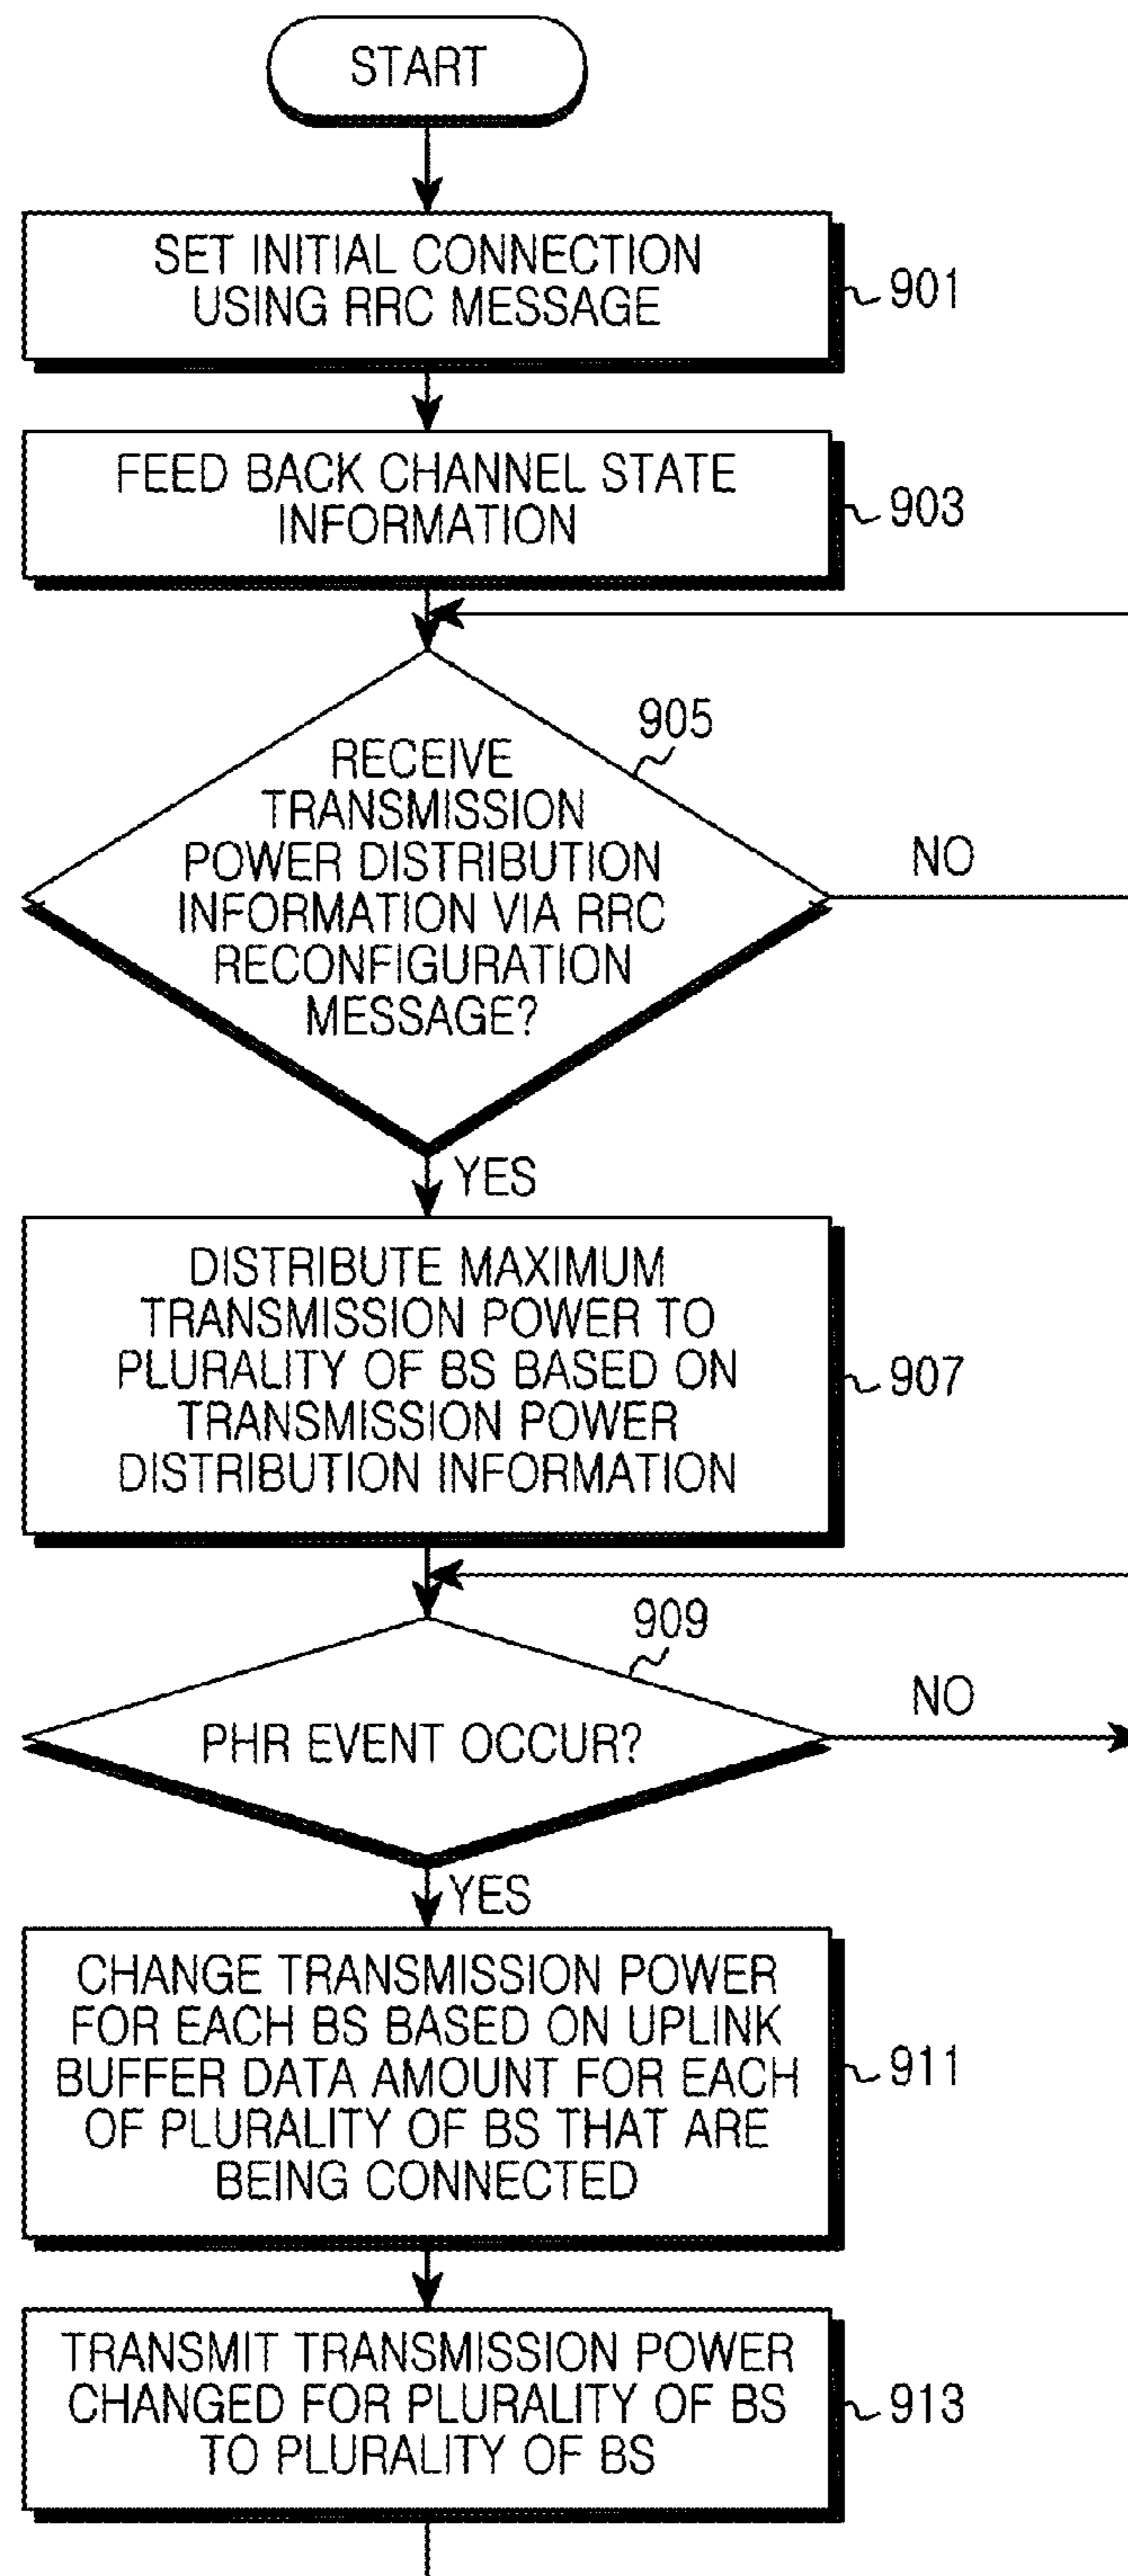 START
SET INITIAL CONNECTION
USING RRC MESSAGE
901
FEED BACK CHANNEL STATE
INFORMATION
903
905
RECEIVE
TRANSMISSION
POWER DISTRIBUTION
INFORMATION VIA RRC
RECONFIGURATION
MESSAGE?
NO
YES
DISTRIBUTE MAXIMUM
TRANSMISSION POWER TO
PLURALITY OF BS BASED ON
TRANSMISSION POWER
DISTRIBUTION INFORMATION
907
909
PHR EVENT OCCUR?
NO
YES
CHANGE TRANSMISSION POWER
FOR EACH BS BASED ON UPLINK
BUFFER DATA AMOUNT FOR EACH
OF PLURALITY OF BS THAT ARE
BEING CONNECTED
911
TRANSMIT TRANSMISSION POWER
CHANGED FOR PLURALITY OF BS
TO PLURALITY OF BS
913